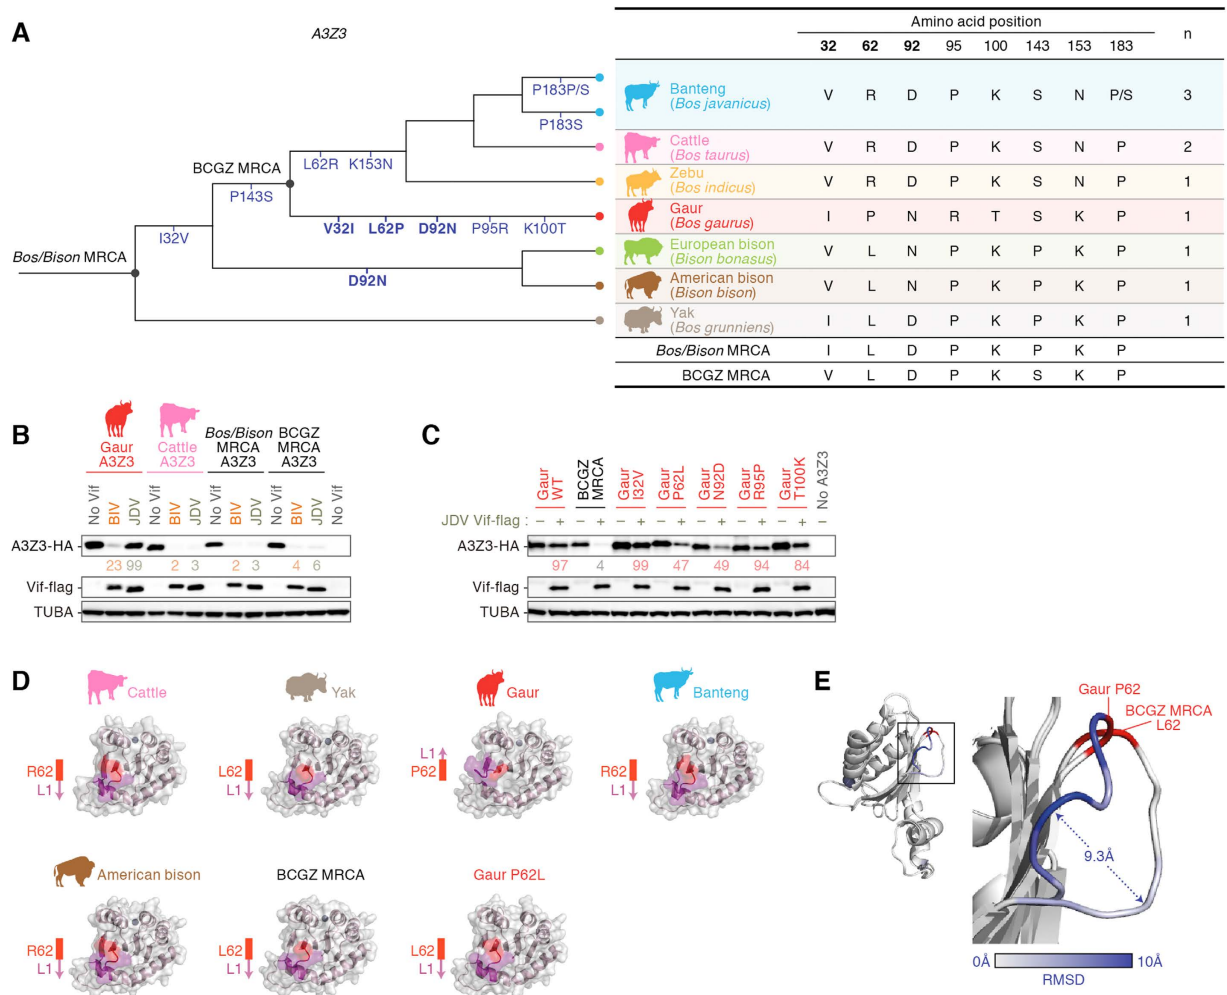 A
A3Z3
Amino acid position
n
32 62 92 95 100 143 153 183
P183P/S
Banteng
(Bos javanicus)
V R D P K S N P/S 3
P183S
Cattle
(Bos taurus)
V R D P K S N P 2
BCGZ MRCA
L62R K153N
Zebu
(Bos indicus)
V R D P K S N P 1
P143S
Gaur
(Bos gaurus)
I P N R T S K P 1
V32I L62P D92N P95R K100T
I32V
European bison
(Bison bonasus)
V L N P K P K P 1
Bos/Bison MRCA
D92N
American bison
(Bison bison)
V L N P K P K P 1
Yak
(Bos grunniens)
I L D P K P K P 1
Bos/Bison MRCA I L D P K P K P
BCGZ MRCA V L D P K S K P
B
Gaur
A3Z3
Cattle
A3Z3
Bos/Bison
MRCA
A3Z3
BCGZ
MRCA
A3Z3
No Vif BIV JDV No Vif BIV JDV No Vif BIV JDV No Vif BIV JDV No Vif
A3Z3-HA
23 99 2 3 2 3 4 6
Vif-flag
TUBA
C
Gaur
WT
BCGZ
MRCA
Gaur
I32V
Gaur
P62L
Gaur
N92D
Gaur
R95P
Gaur
T100K
No A3Z3
JDV Vif-flag : − + − + − + − + − + − + − + −
A3Z3-HA
97 4 99 47 49 94 84
Vif-flag
TUBA
D
Cattle
R62
L1
Yak
L62
L1
Gaur
L1
P62
Banteng
R62
L1
American bison
R62
L1
BCGZ MRCA
L62
L1
Gaur P62L
L62
L1
E
Gaur P62
BCGZ MRCA
L62
9.3Å
0Å 10Å
RMSD